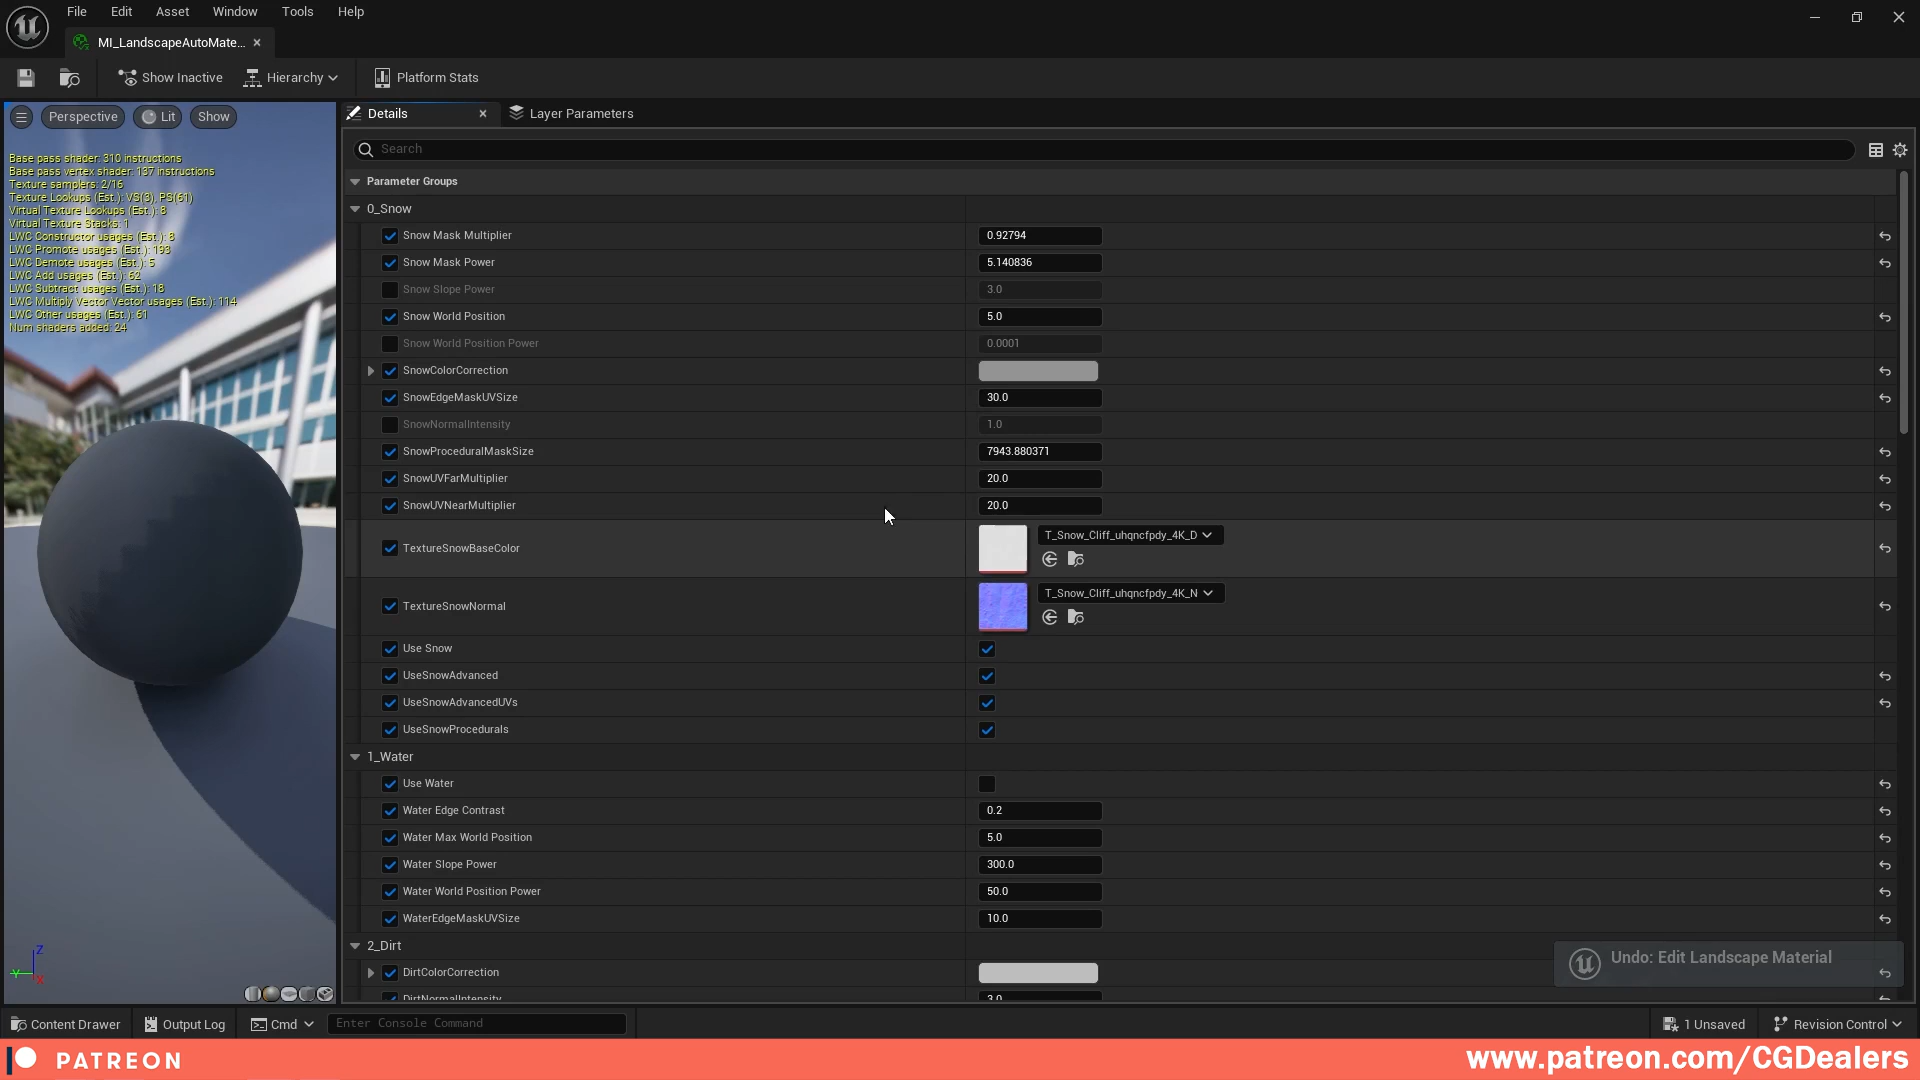 File Edit Asset Window Tools Help
MI_LandscapeAutoMate...
Show Inactive Hierarchy Platform Stats
Perspective Lit Show
Base pass shader: 310 instructions
Base pass vertex shader: 137 instructions
Texture samplers: 2/16
Texture Lookups (Est.): VS(3), PS(61)
Virtual Texture Lookups (Est.): 8
Virtual Texture Stacks: 1
LWC Constructor usages (Est.): 8
LWC Promote usages (Est.): 193
LWC Demote usages (Est.): 5
LWC Add usages (Est.): 62
LWC Subtract usages (Est.): 18
LWC Multiply Vector Vector usages (Est.): 114
LWC Other usages (Est.): 61
Num shaders added: 24
Z
Y
X
Details Layer Parameters
Search
Parameter Groups
0_Snow
Snow Mask Multiplier 0.92794
Snow Mask Power 5.140836
Snow Slope Power 3.0
Snow World Position 5.0
Snow World Position Power 0.0001
SnowColorCorrection
SnowEdgeMaskUVSize 30.0
SnowNormalIntensity 1.0
SnowProceduralMaskSize 7943.880371
SnowUVFarMultiplier 20.0
SnowUVNearMultiplier 20.0
TextureSnowBaseColor T_Snow_Cliff_uhqncfpdy_4K_D
TextureSnowNormal T_Snow_Cliff_uhqncfpdy_4K_N
Use Snow
UseSnowAdvanced
UseSnowAdvancedUVs
UseSnowProcedurals
1_Water
Use Water
Water Edge Contrast 0.2
Water Max World Position 5.0
Water Slope Power 300.0
Water World Position Power 50.0
WaterEdgeMaskUVSize 10.0
2_Dirt
DirtColorCorrection
DirtNormalIntensity 3.0
Undo: Edit Landscape Material
Content Drawer Output Log Cmd Enter Console Command 1 Unsaved Revision Control
PATREON www.patreon.com/CGDealers